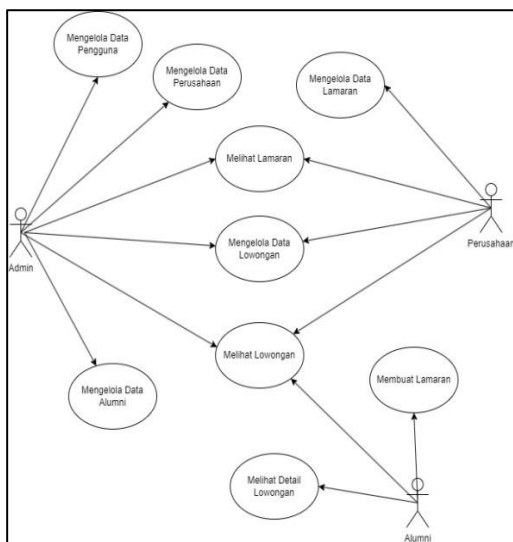 Mengelola Data
Pengguna
Mengelola Data
Perusahaan
Mengelola Data
Lamaran
Melihat Lamaran
Admin
Perusahaan
Mengelola Data
Lowongan
Melihat Lowongan
Mengelola Data
Alumni
Membuat Lamaran
Melihat Detail
Lowongan
Alumni